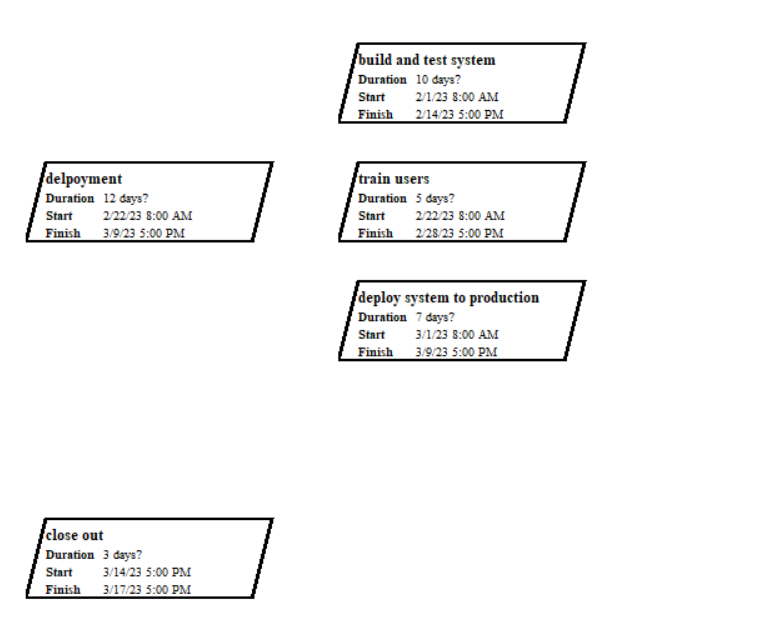 build and test system
Duration 10 days?
Start 2/1/23 8:00 AM
Finish 2/14/23 5:00 PM
delpoyment
Duration 12 days?
Start 2/22/23 8:00 AM
Finish 3/9/23 5:00 PM
train users
Duration 5 days?
Start 2/22/23 8:00 AM
Finish 2/28/23 5:00 PM
deploy system to production
Duration 7 days?
Start 3/1/23 8:00 AM
Finish 3/9/23 5:00 PM
close out
Duration 3 days?
Start 3/14/23 5:00 PM
Finish 3/17/23 5:00 PM